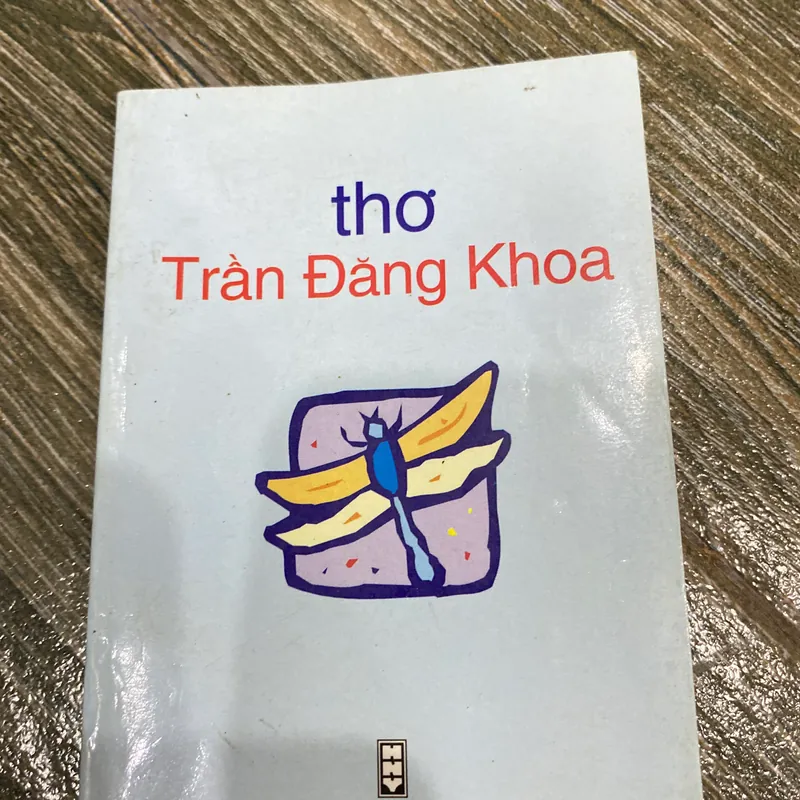 thơ
Trần Đăng Khoa